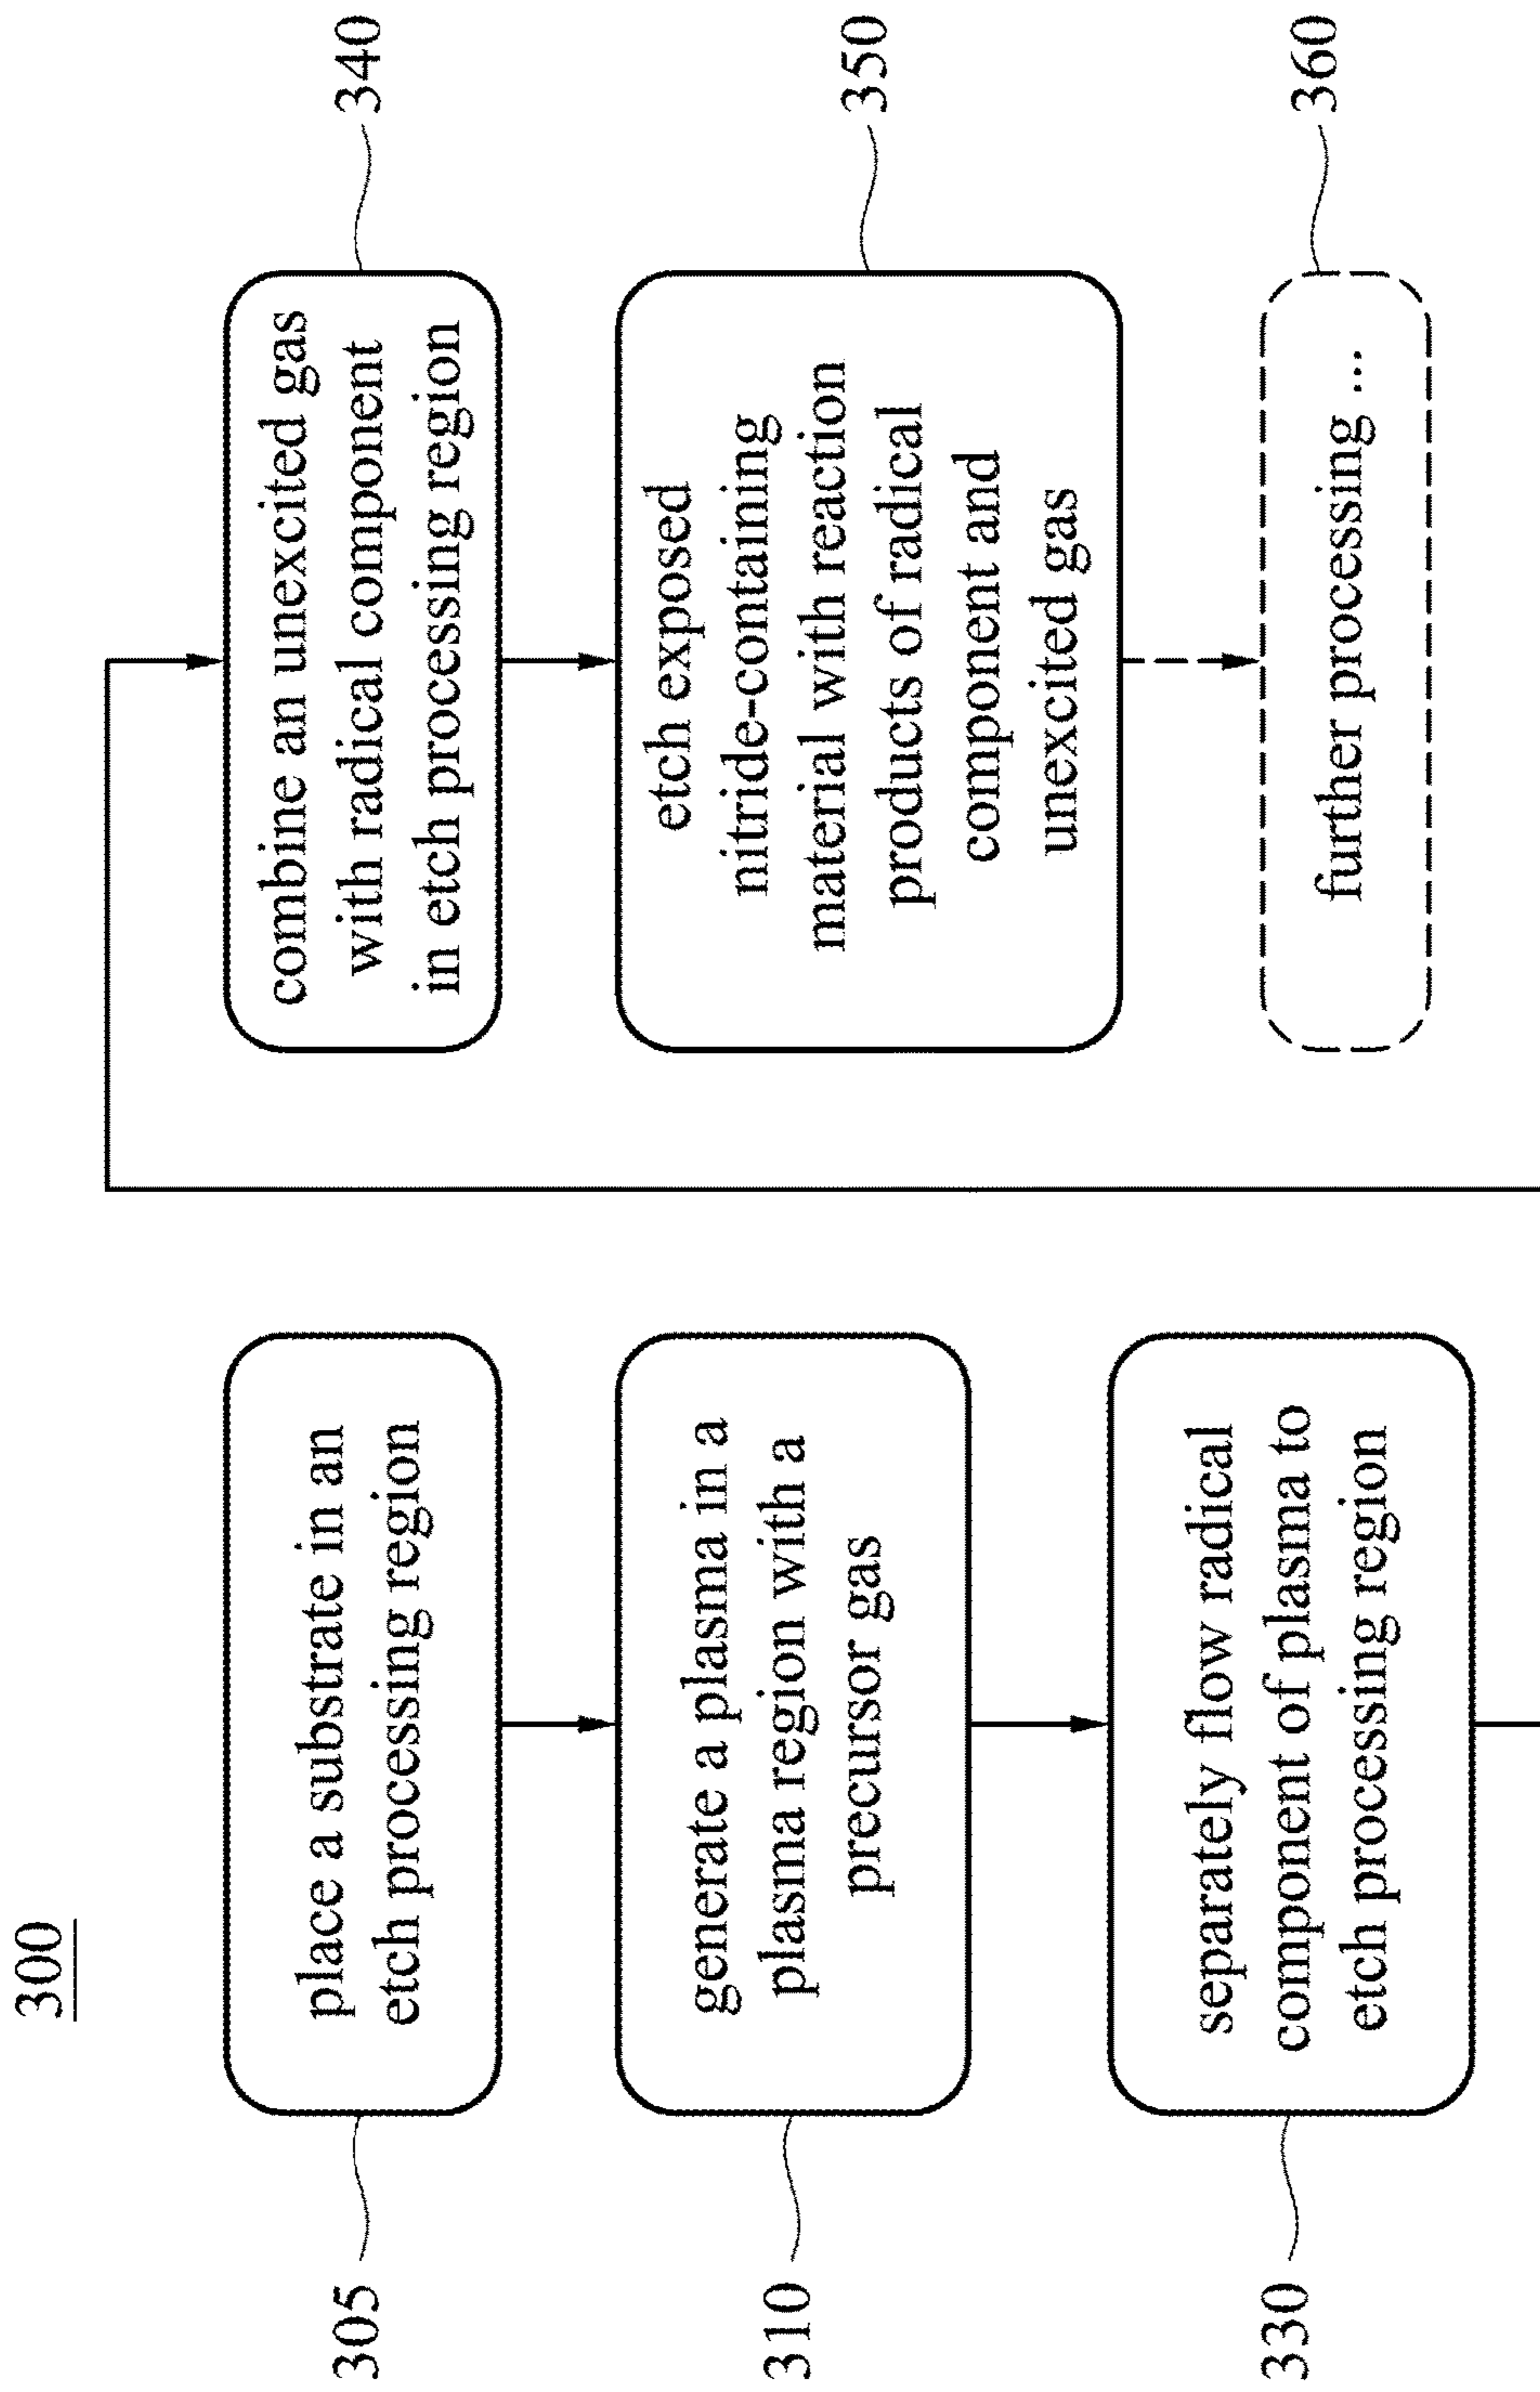 300
305
place a substrate in an
etch processing region
310
generate a plasma in a
plasma region with a
precursor gas
330
separately flow radical
component of plasma to
etch processing region
combine an unexcited gas
with radical component
in etch processing region
340
etch exposed
nitride-containing
material with reaction
products of radical
component and
unexcited gas
350
further processing ...
360